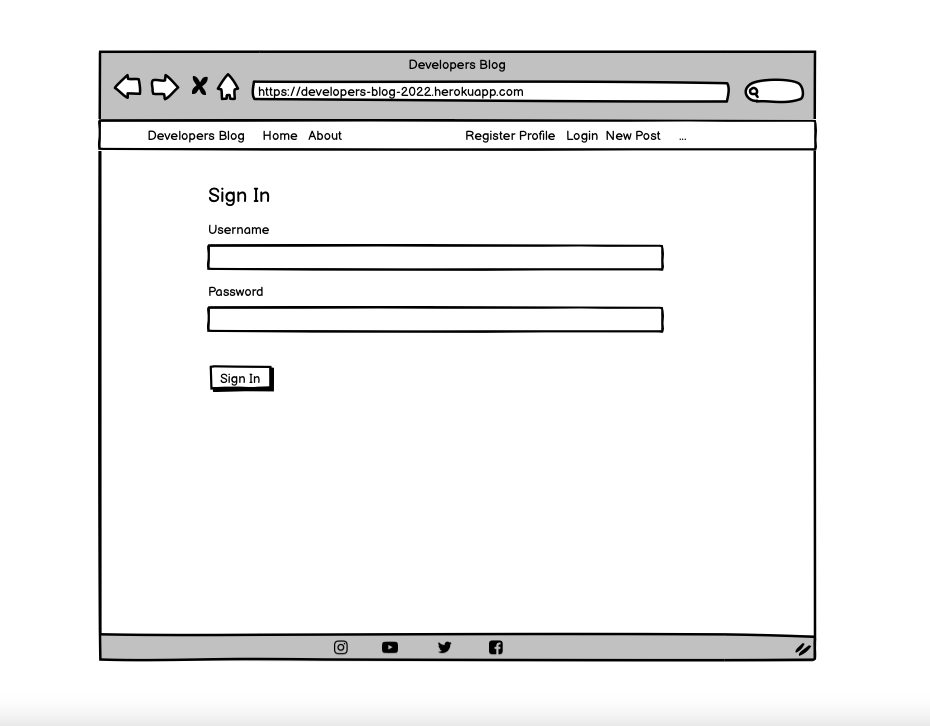 Developers Blog
https://developers-blog-2022.herokuapp.com
Developers Blog Home About Register Profile Login New Post ...
Sign In
Username
Password
Sign In